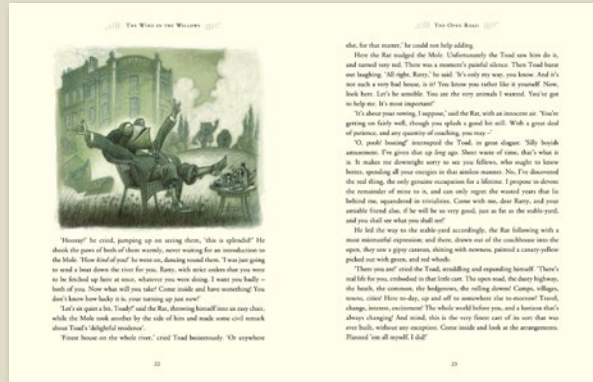 The Wind in the Willows
'Hooray!' he cried, jumping up on seeing them, 'this is splendid!' He
shook the paws of both of them warmly, never waiting for an introduction to
the Mole. 'How kind of you!' he went on, dancing round them. 'I was just going
to send a boat down the river for you, Ratty, with strict orders that you were
to be fetched up here at once, whatever you were doing. I want you badly –
both of you. Now what will you take? Come inside and have something! You
don't know how lucky it is, your turning up just now!'
'Let's sit quiet a bit, Toady!' said the Rat, throwing himself into an easy chair,
while the Mole took another by the side of him and made some civil remark
about Toad's 'delightful residence'.
'Finest house on the whole river,' cried Toad boisterously. 'Or anywhere
22
The Open Road
else, for that matter,' he could not help adding.
Here the Rat nudged the Mole. Unfortunately the Toad saw him do it,
and turned very red. There was a moment's painful silence. Then Toad burst
out laughing. 'All right, Ratty,' he said. 'It's only my way, you know. And it's
not such a very bad house, is it? You know you rather like it yourself. Now,
look here. Let's be sensible. You are the very animals I wanted. You've got
to help me. It's most important!'
'It's about your rowing, I suppose,' said the Rat, with an innocent air. 'You're
getting on fairly well, though you splash a good bit still. With a great deal
of patience, and any quantity of coaching, you may –'
'O, pooh! boating!' interrupted the Toad, in great disgust. 'Silly boyish
amusement. I've given that up long ago. Sheer waste of time, that's what it
is. It makes me downright sorry to see you fellows, who ought to know
better, spending all your energies in that aimless manner. No, I've discovered
the real thing, the only genuine occupation for a lifetime. I propose to devote
the remainder of mine to it, and can only regret the wasted years that lie
behind me, squandered in trivialities. Come with me, dear Ratty, and your
amiable friend also, if he will be so very good, just as far as the stable-yard,
and you shall see what you shall see!'
He led the way to the stable-yard accordingly, the Rat following with a
most mistrustful expression; and there, drawn out of the coachhouse into the
open, they saw a gipsy caravan, shining with newness, painted a canary-yellow
picked out with green, and red wheels.
'There you are!' cried the Toad, straddling and expanding himself. 'There's
real life for you, embodied in that little cart. The open road, the dusty highway,
the heath, the common, the hedgerows, the rolling downs! Camps, villages,
towns, cities! Here to-day, up and off to somewhere else to-morrow! Travel,
change, interest, excitement! The whole world before you, and a horizon that's
always changing! And mind, this is the very finest cart of its sort that was
ever built, without any exception. Come inside and look at the arrangements.
Planned 'em all myself, I did!'
23